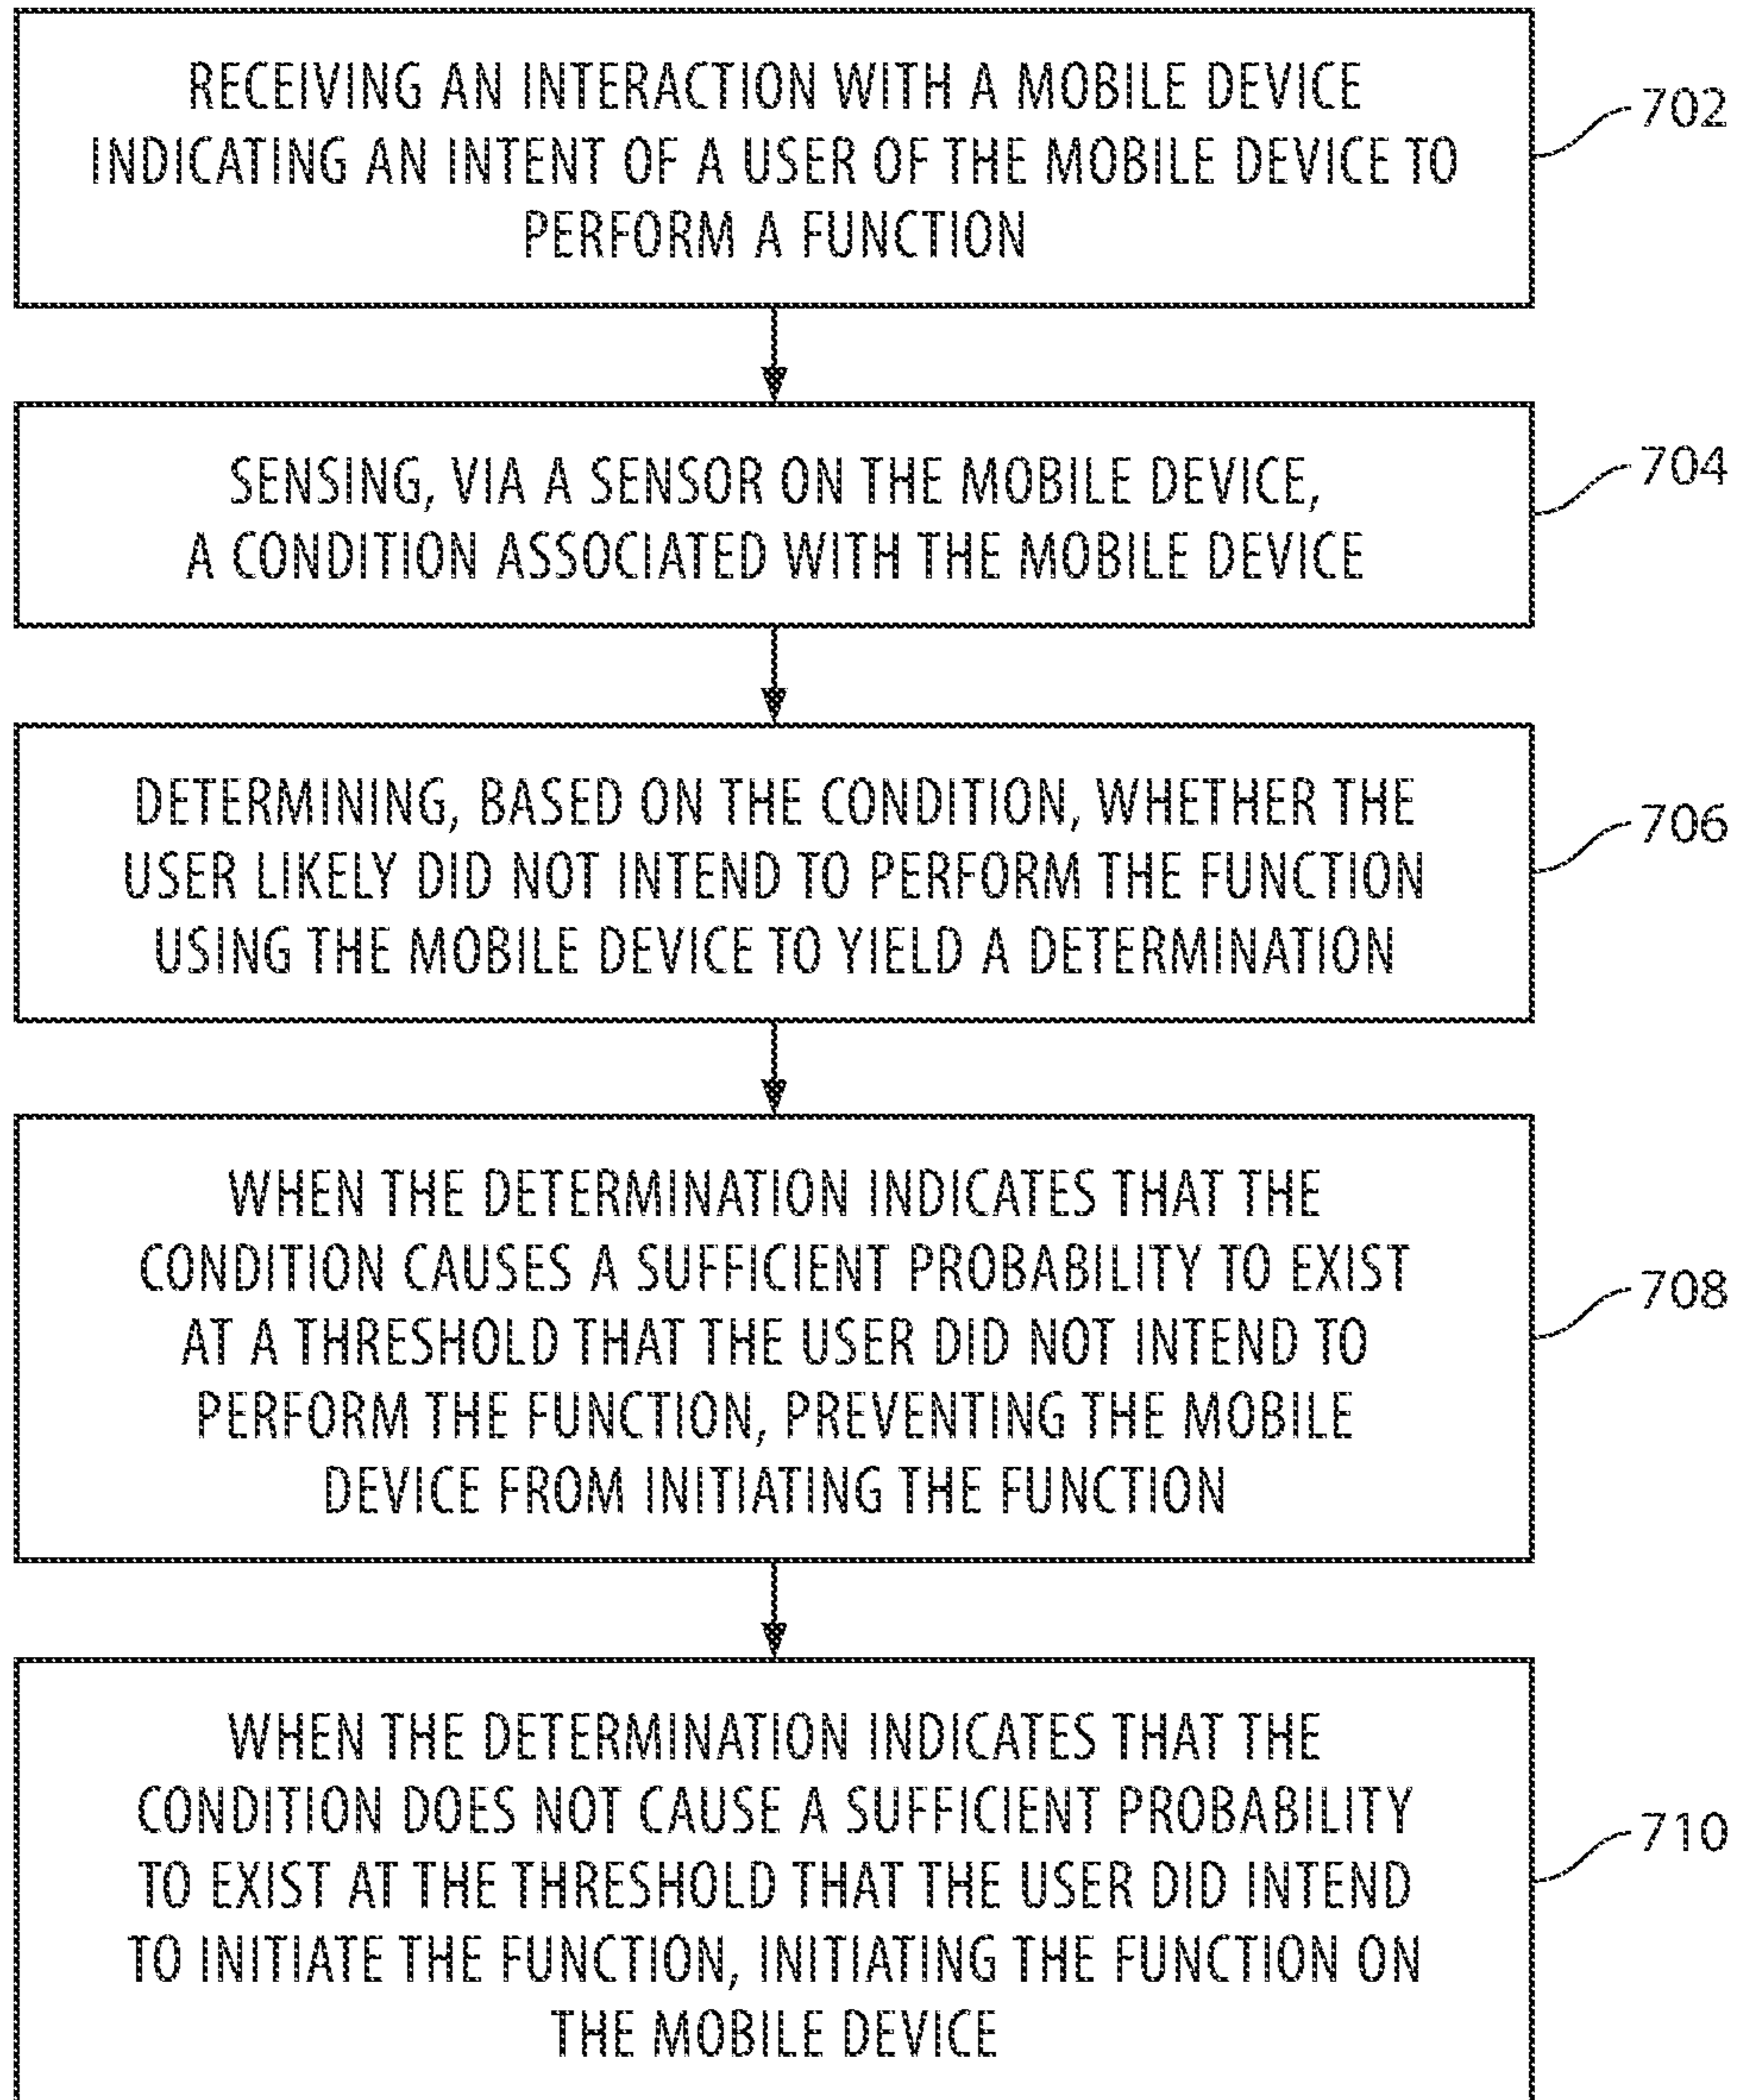 RECEIVING AN INTERACTION WITH A MOBILE DEVICE
INDICATING AN INTENT OF A USER OF THE MOBILE DEVICE TO
PERFORM A FUNCTION
702
SENSING, VIA A SENSOR ON THE MOBILE DEVICE,
A CONDITION ASSOCIATED WITH THE MOBILE DEVICE
704
DETERMINING, BASED ON THE CONDITION, WHETHER THE
USER LIKELY DID NOT INTEND TO PERFORM THE FUNCTION
USING THE MOBILE DEVICE TO YIELD A DETERMINATION
706
WHEN THE DETERMINATION INDICATES THAT THE
CONDITION CAUSES A SUFFICIENT PROBABILITY TO EXIST
AT A THRESHOLD THAT THE USER DID NOT INTEND TO
PERFORM THE FUNCTION, PREVENTING THE MOBILE
DEVICE FROM INITIATING THE FUNCTION
708
WHEN THE DETERMINATION INDICATES THAT THE
CONDITION DOES NOT CAUSE A SUFFICIENT PROBABILITY
TO EXIST AT THE THRESHOLD THAT THE USER DID INTEND
TO INITIATE THE FUNCTION, INITIATING THE FUNCTION ON
THE MOBILE DEVICE
710